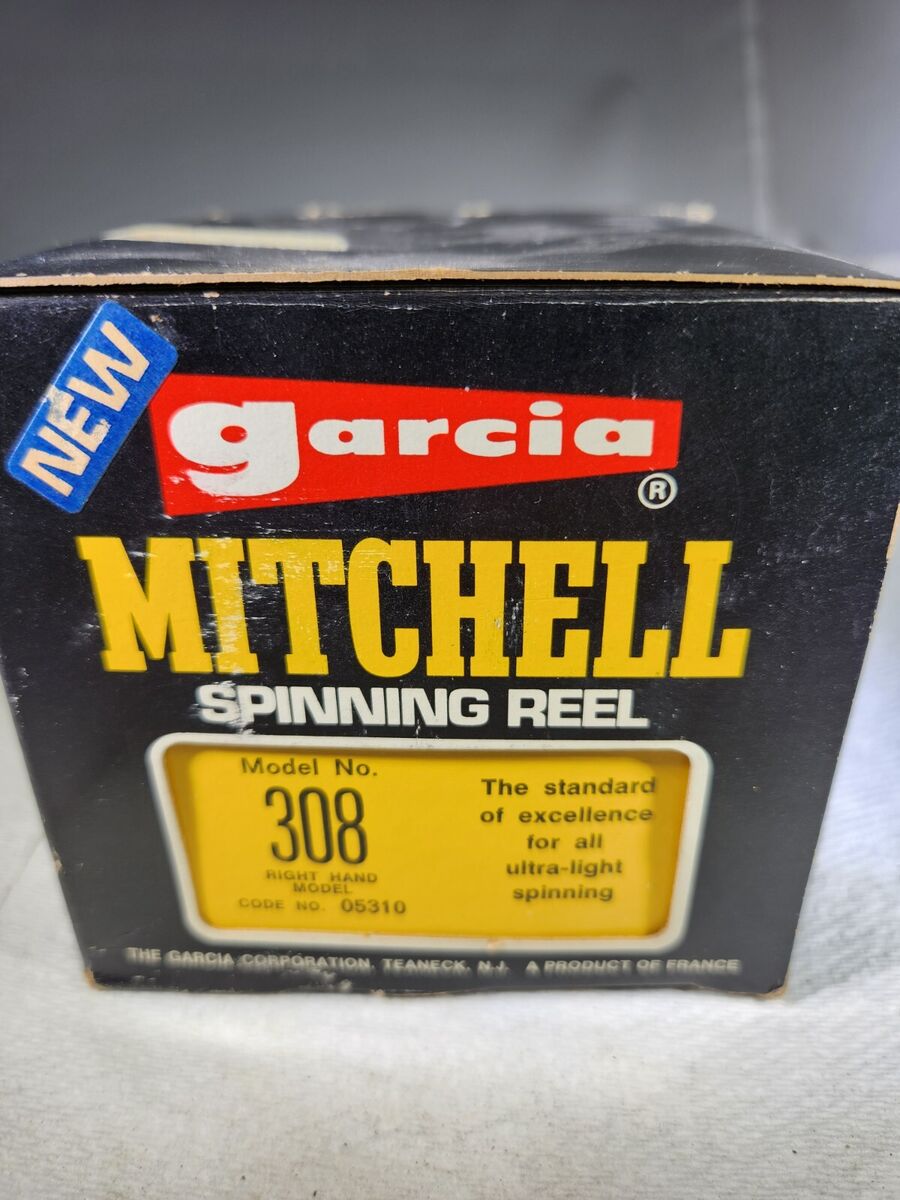 NEW
garcia
®
MITCHELL
SPINNING REEL
Model No.
308
RIGHT HAND
MODEL
CODE NO. 05310
The standard
of excellence
for all
ultra-light
spinning
THE GARCIA CORPORATION, TEANECK, N.J. A PRODUCT OF FRANCE